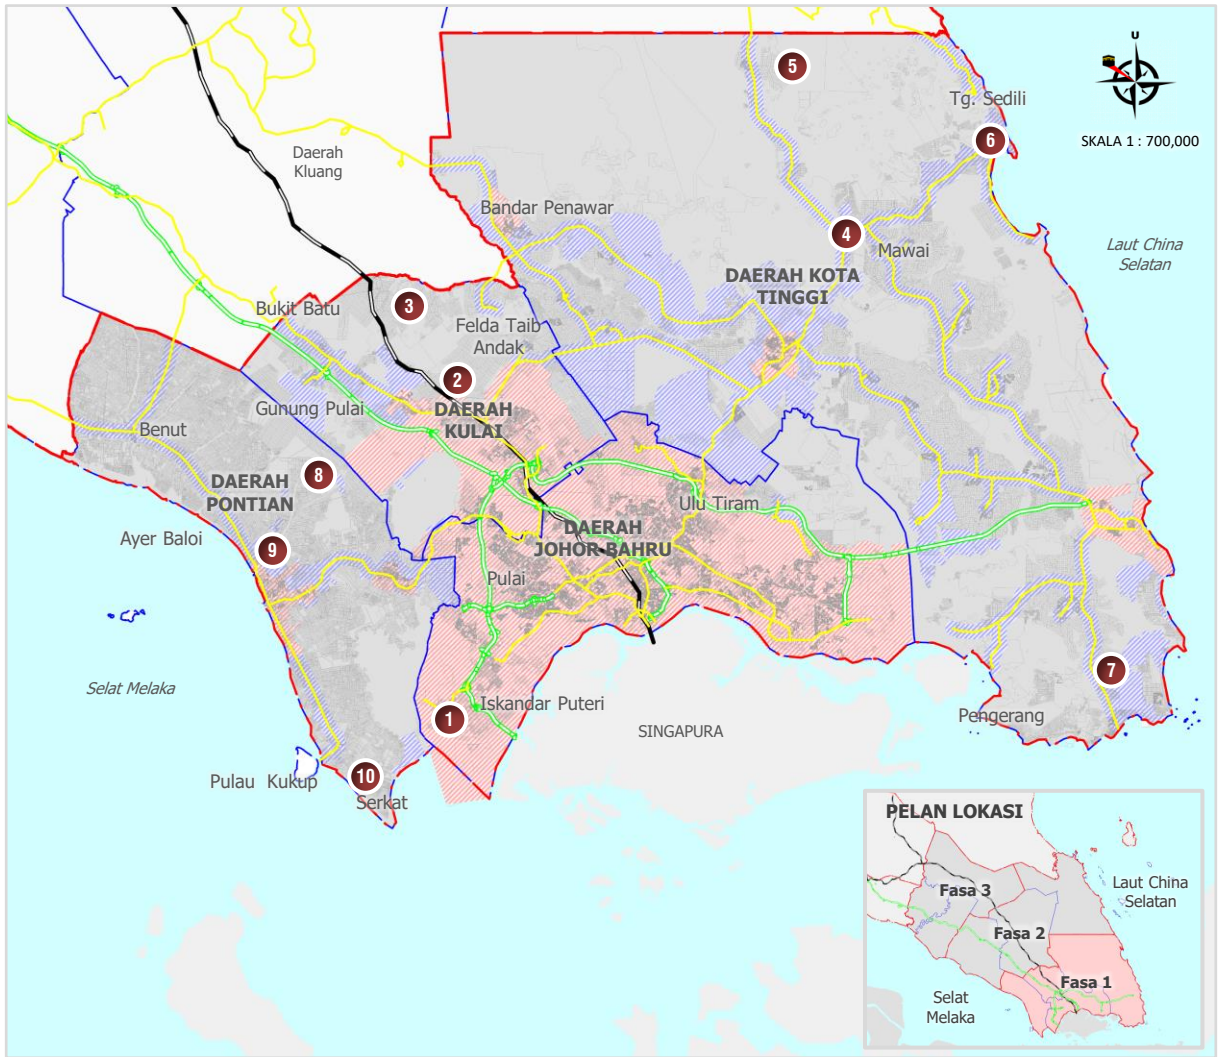 U
SKALA 1 : 700,000
5
Tg. Sedili
6
Daerah
Kluang
Bandar Penawar
4
Mawai
Laut China
Selatan
DAERAH KOTA
TINGGI
3
Bukit Batu
Felda Taib
Andak
2
Gunung Pulai
DAERAH
KULAI
Benut
8
DAERAH
PONTIAN
Ulu Tiram
DAERAH
JOHOR BAHRU
Ayer Baloi
9
Pulai
7
Selat Melaka
Iskandar Puteri
1
Pengerang
SINGAPURA
Pulau Kukup
10
Serkat
PELAN LOKASI
Fasa 3
Laut China
Selatan
Fasa 2
Fasa 1
Selat
Melaka